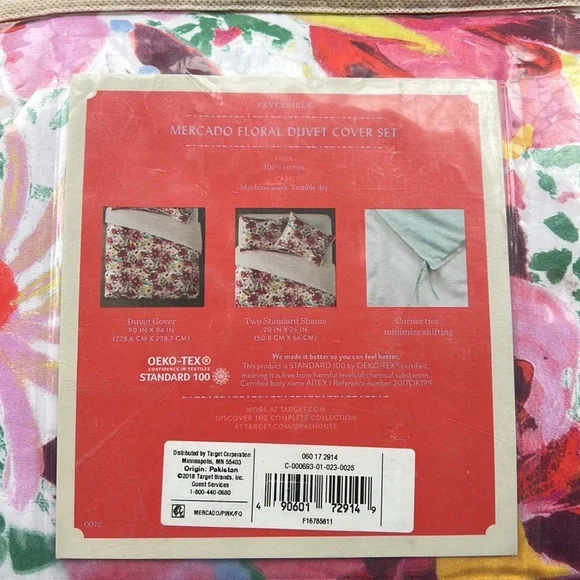 REVERSIBLE
MERCADO FLORAL DUVET COVER SET
100% cotton
CARE:
Machine wash. Tumble dry
Duvet Cover
90 IN X 94 IN
(228.6 CM X 238.7 CM)
Two Standard Shams
20 IN X 26 IN
(50.8 CM X 66 CM)
Corner ties
minimize shifting
OEKO-TEX®
CONFIDENCE IN TEXTILES
STANDARD 100
We made it better so you can feel better.
This product is STANDARD 100 by OEKO-TEX® certified,
meaning it is free from harmful levels of chemical substances.
Certified body name AITEX / Reference number 2017OK199
MORE AT TARGET.COM
DISCOVER THE COMPLETE COLLECTION
AT TARGET.COM/OPALHOUSE
Distributed by Target Corporation
Minneapolis, MN 55403
Origin: Pakistan
©2018 Target Brands, Inc.
Guest Services
1-800-440-0680
MERCADO/PINK/FQ
060 17 2914
C-000693-01-023-0025
4 90601 72914 9
F16785611
0072